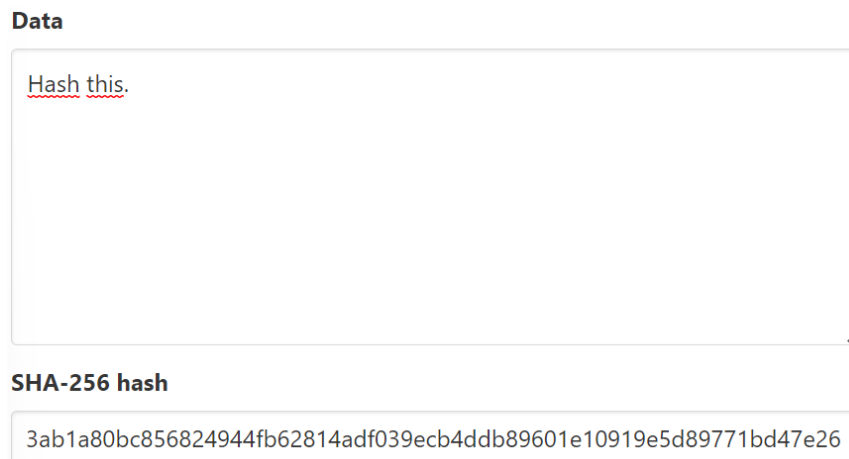 Data
Hash this.
SHA-256 hash
3ab1a80bc856824944fb62814adf039ecb4ddb89601e10919e5d89771bd47e26